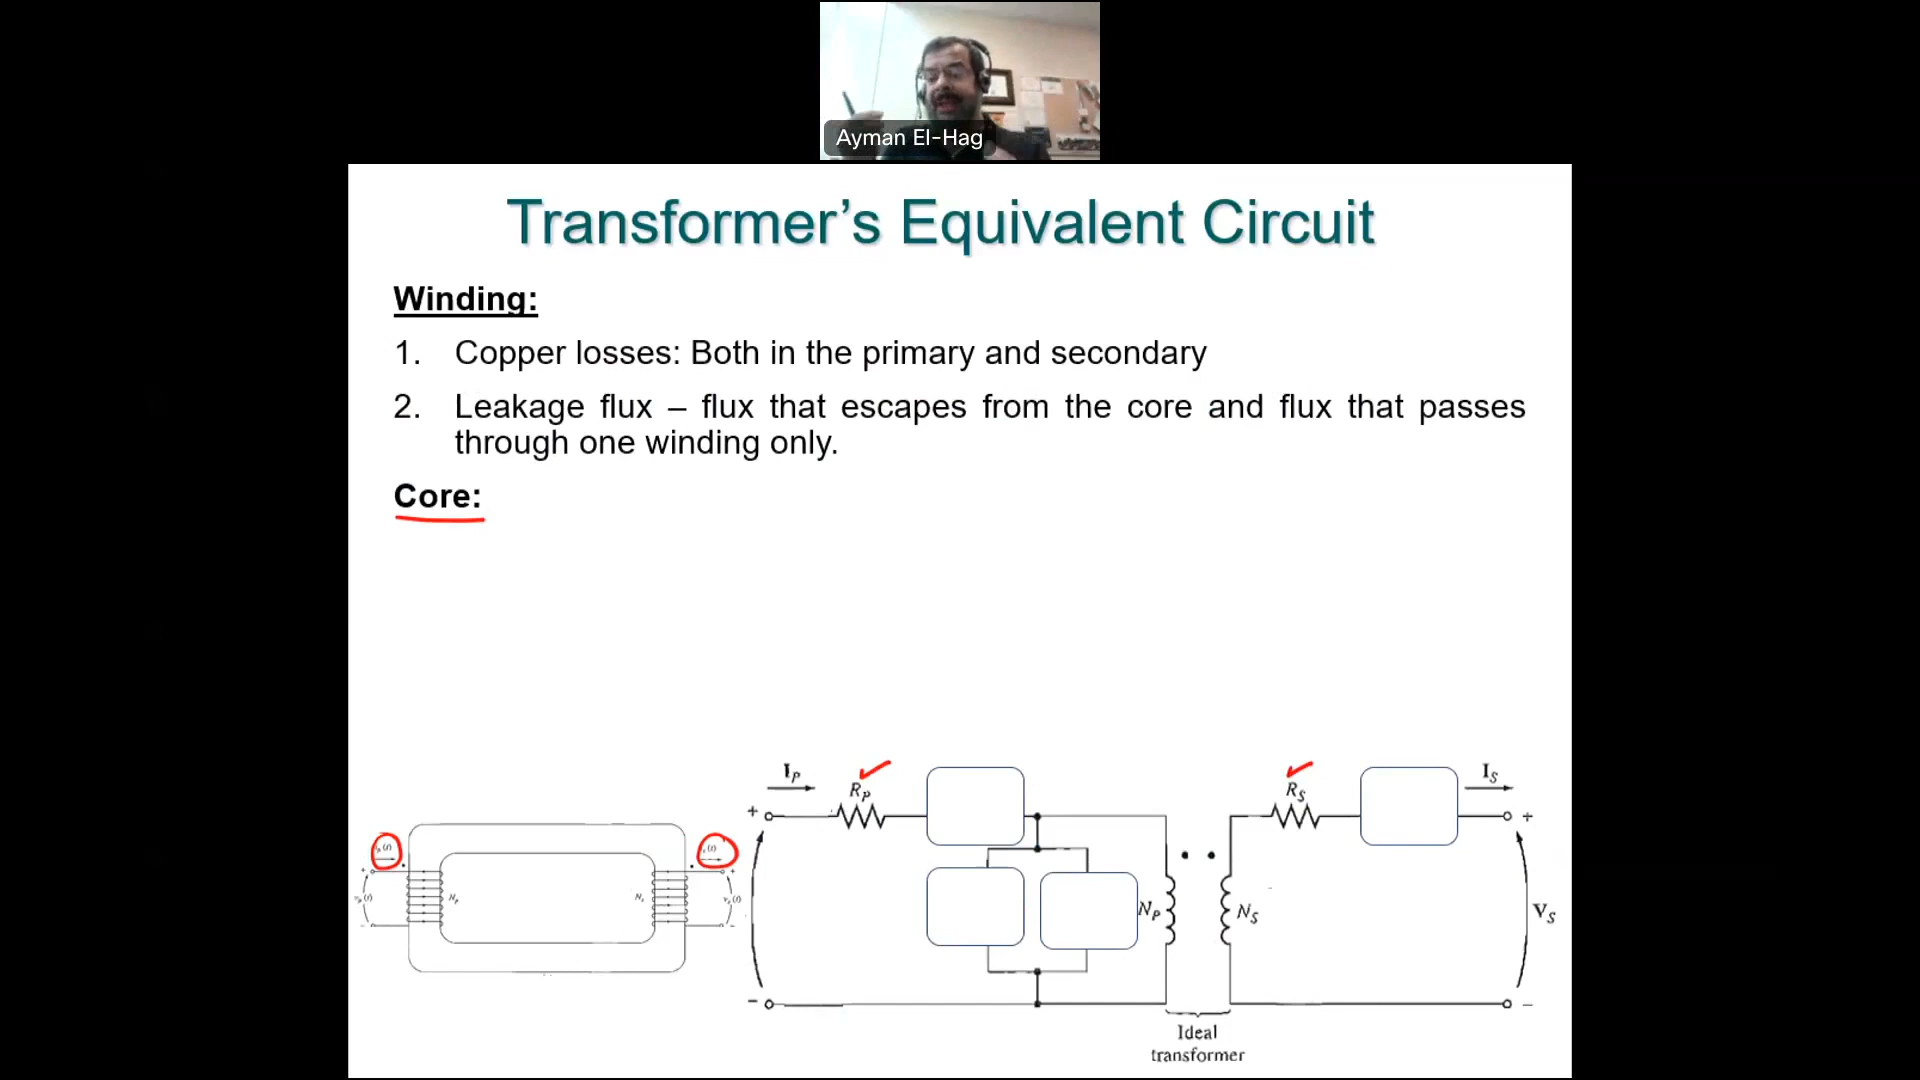 Ayman El-Hag
Transformer's Equivalent Circuit
Winding:
1. Copper losses: Both in the primary and secondary
2. Leakage flux – flux that escapes from the core and flux that passes
through one winding only.
Core:
I_P
R_P
R_S
I_S
+
+
(t)
(t)
+
+
N_P
N_S
(t)
(t)
N_P
N_S
V_S
−
−
−
−
Ideal
transformer